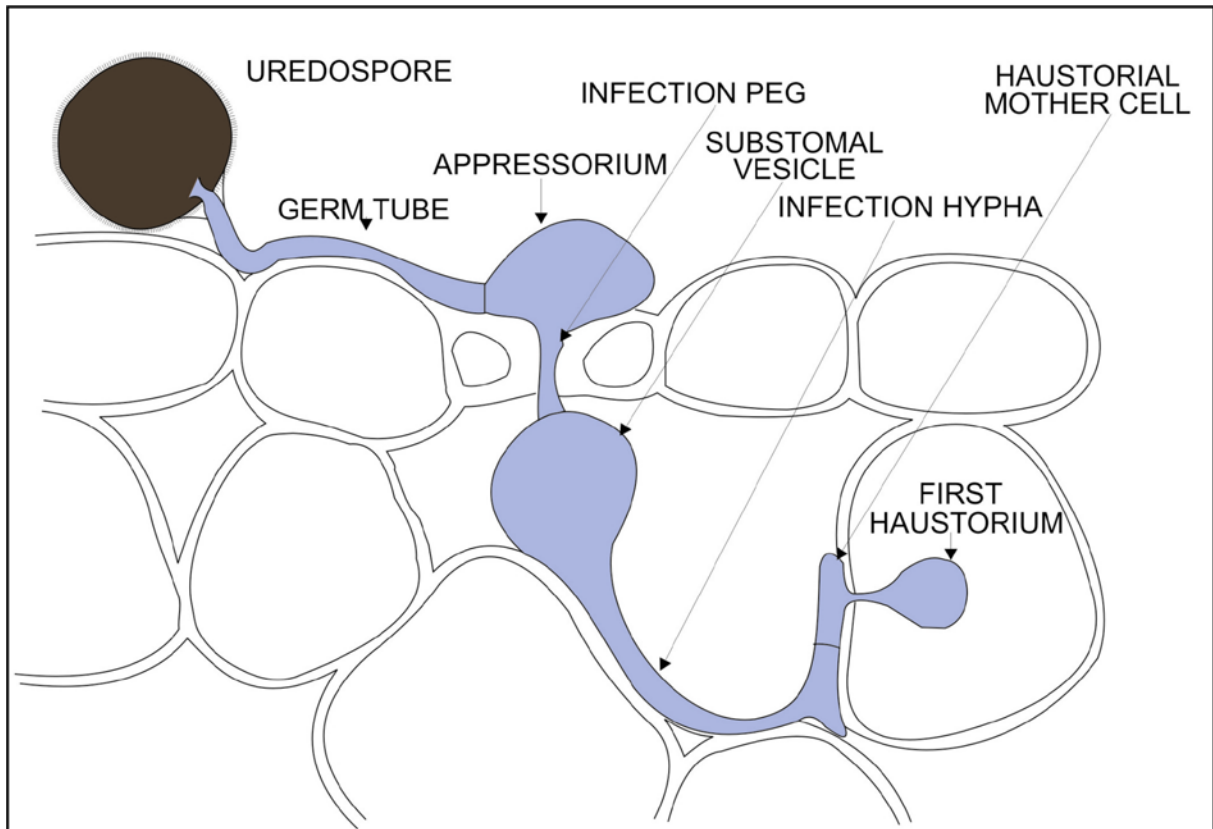 UREDOSPORE
INFECTION PEG
HAUSTORIAL
MOTHER CELL
SUBSTOMAL
VESICLE
APPRESSORIUM
GERM TUBE
INFECTION HYPHA
FIRST
HAUSTORIUM